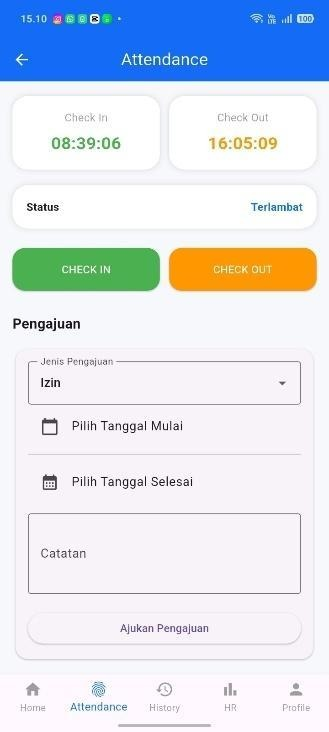 15.10
100
Attendance
Check In
Check Out
08:39:06
16:05:09
Status
Terlambat
CHECK IN
CHECK OUT
Pengajuan
Jenis Pengajuan
Izin
Pilih Tanggal Mulai
Pilih Tanggal Selesai
Catatan
Ajukan Pengajuan
Home
Attendance
History
HR
Profile